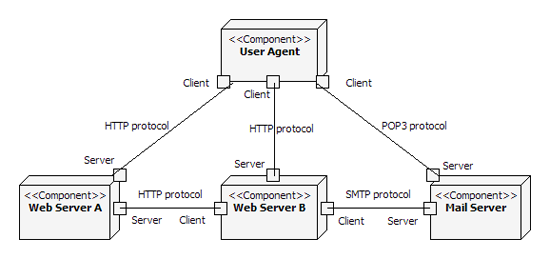 <<Component>>
User Agent
Client
Client
Client
HTTP protocol
HTTP protocol
POP3 protocol
Server
Server
Server
<<Component>>
Web Server A
HTTP protocol
<<Component>>
Web Server B
SMTP protocol
<<Component>>
Mail Server
Server
Client
Client
Server